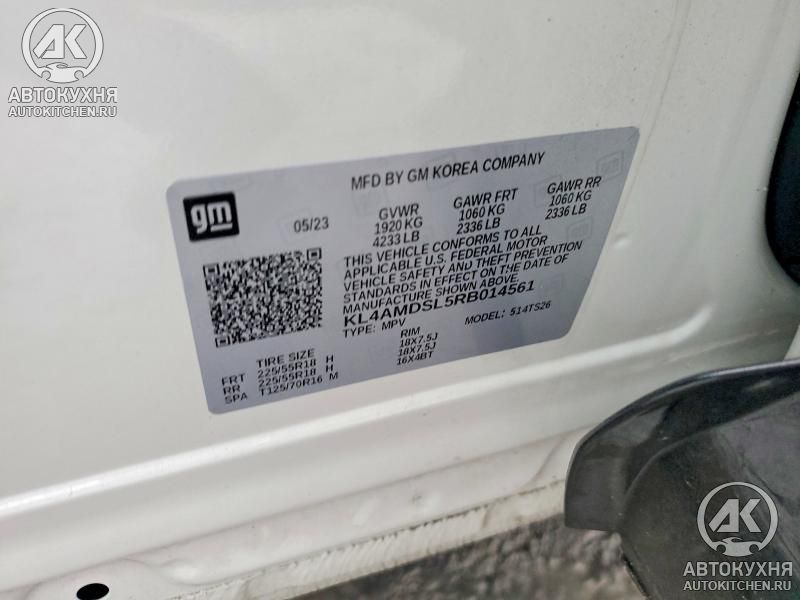 АК
АВТОКУХНЯ
AUTOKITCHEN.RU
MFD BY GM KOREA COMPANY
gm
05/23
GVWR GAWR FRT GAWR RR
1920 KG 1060 KG 1060 KG
4233 LB 2336 LB 2336 LB
THIS VEHICLE CONFORMS TO ALL
APPLICABLE U.S. FEDERAL MOTOR
VEHICLE SAFETY AND THEFT PREVENTION
STANDARDS IN EFFECT ON THE DATE OF
MANUFACTURE SHOWN ABOVE.
KL4AMDSL5RB014561
TYPE: MPV MODEL: 514TS26
TIRE SIZE RIM
FRT 225/55R18 H 18X7.5J
RR 225/55R18 H 18X7.5J
SPA T125/70R16 M 16X4BT
АК
АВТОКУХНЯ
AUTOKITCHEN.RU